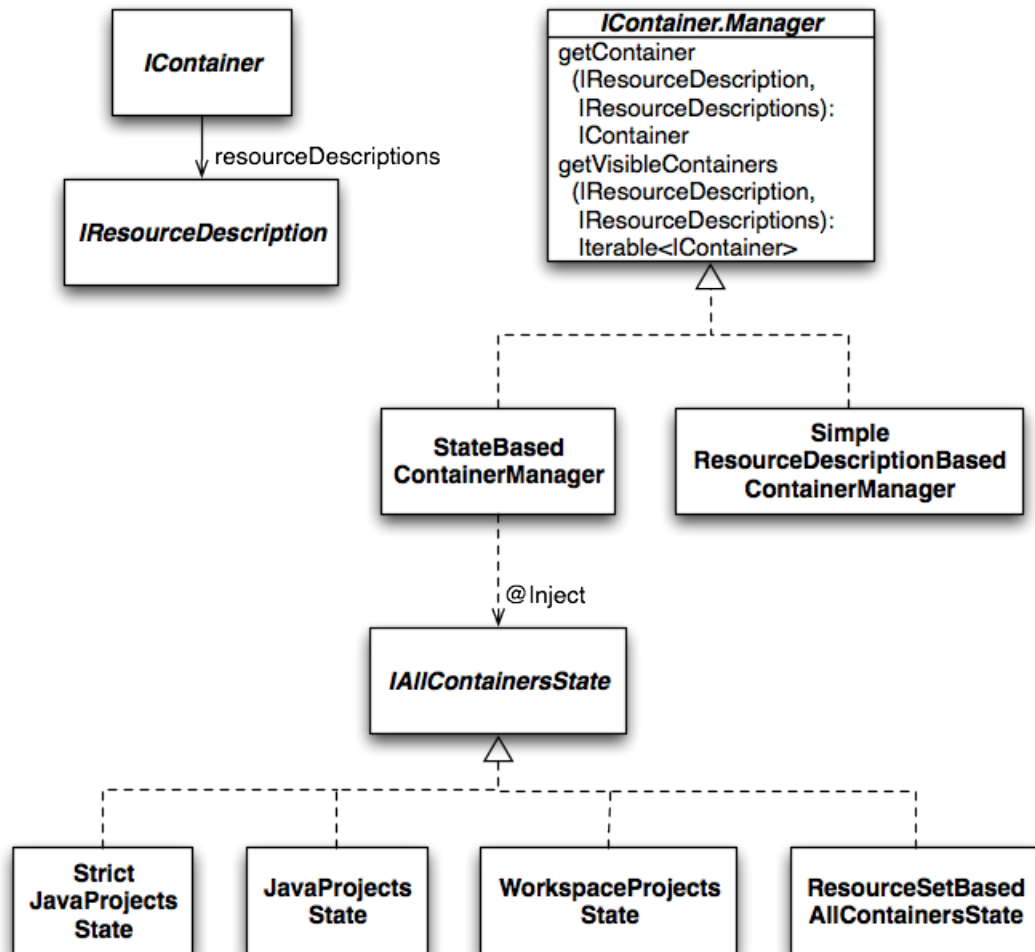 IContainer
resourceDescriptions
IResourceDescription
IContainer.Manager
getContainer
(IResourceDescription,
IResourceDescriptions):
IContainer
getVisibleContainers
(IResourceDescription,
IResourceDescriptions):
Iterable<IContainer>
StateBased
ContainerManager
Simple
ResourceDescriptionBased
ContainerManager
@Inject
IAllContainersState
Strict
JavaProjects
State
JavaProjects
State
WorkspaceProjects
State
ResourceSetBased
AllContainersState